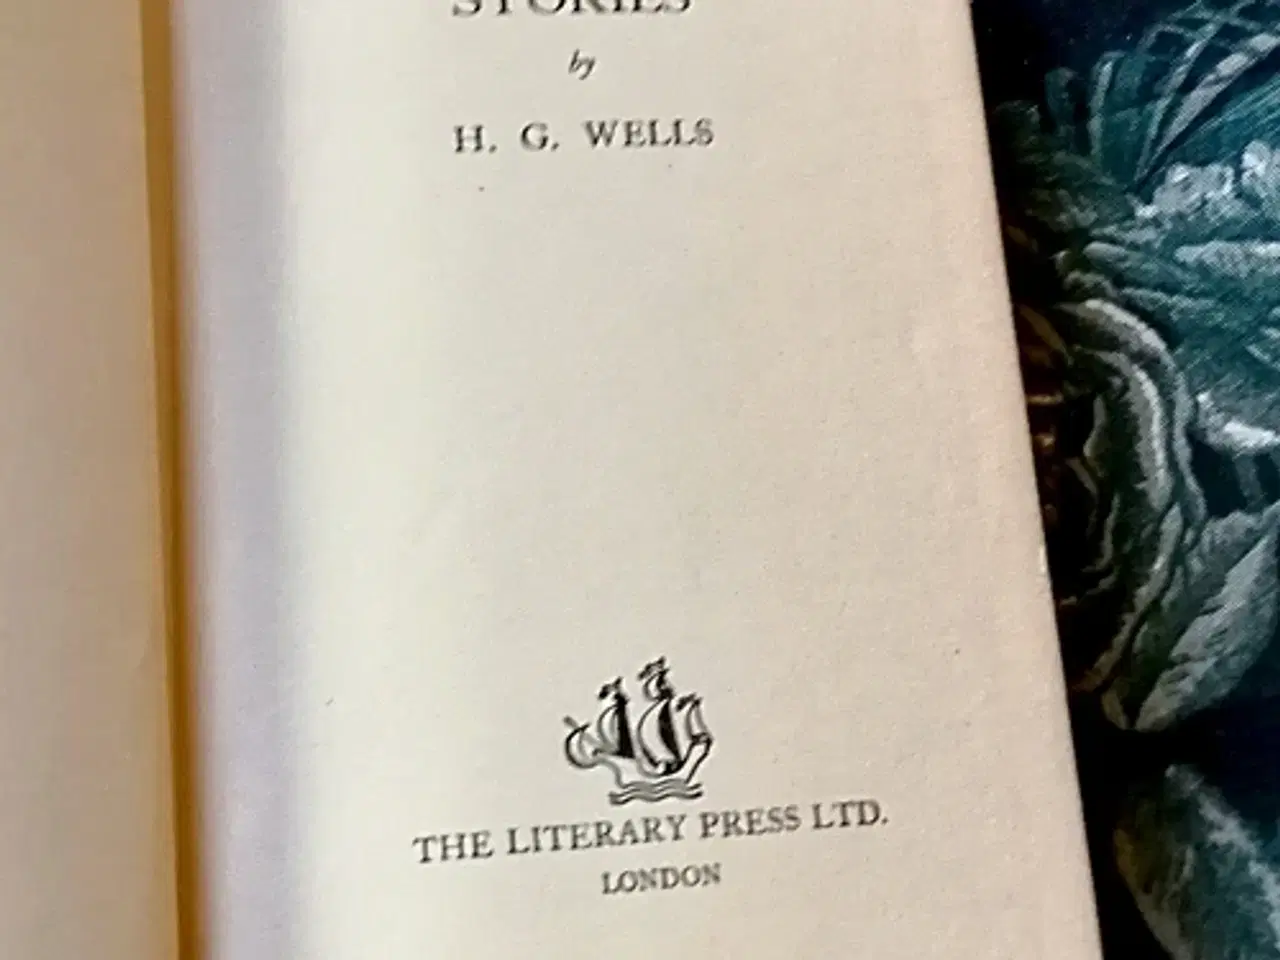 STORIES
by
H. G. WELLS
THE LITERARY PRESS LTD.
LONDON